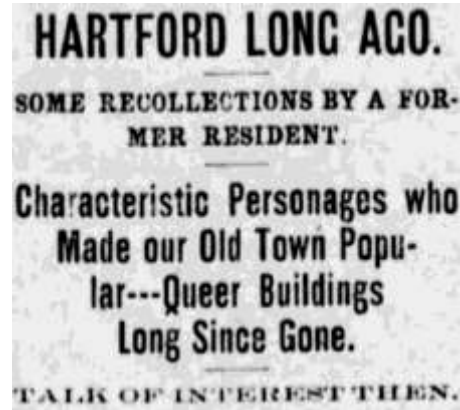 HARTFORD LONG AGO.
SOME RECOLLECTIONS BY A FOR-
MER RESIDENT.
Characteristic Personages who
Made our Old Town Popu-
lar---Queer Buildings
Long Since Gone.
TALK OF INTEREST THEN.